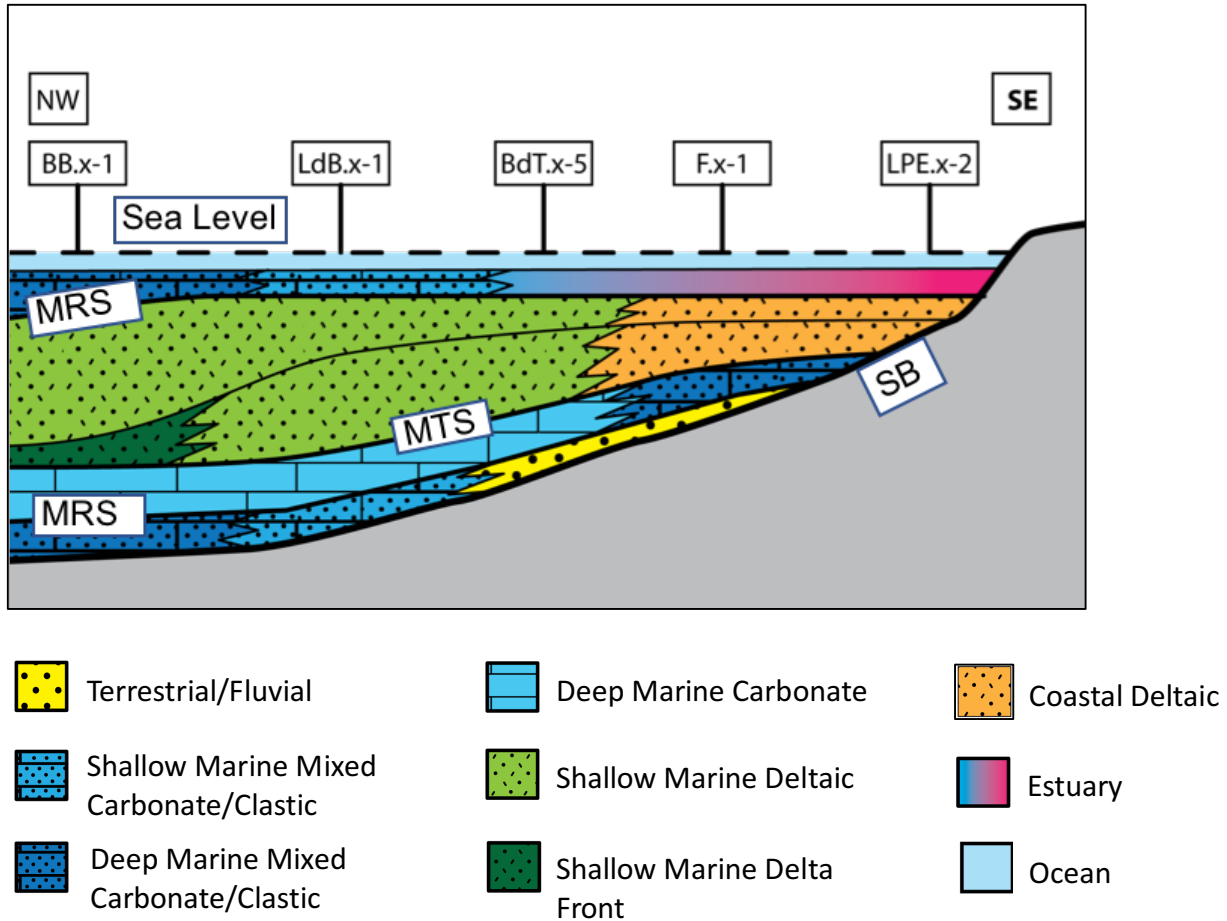 NW
SE
BB.x-1
LdB.x-1
BdT.x-5
F.x-1
LPE.x-2
Sea Level
MRS
SB
MTS
MRS
Terrestrial/Fluvial
Shallow Marine Mixed
Carbonate/Clastic
Deep Marine Mixed
Carbonate/Clastic
Deep Marine Carbonate
Shallow Marine Deltaic
Shallow Marine Delta
Front
Coastal Deltaic
Estuary
Ocean